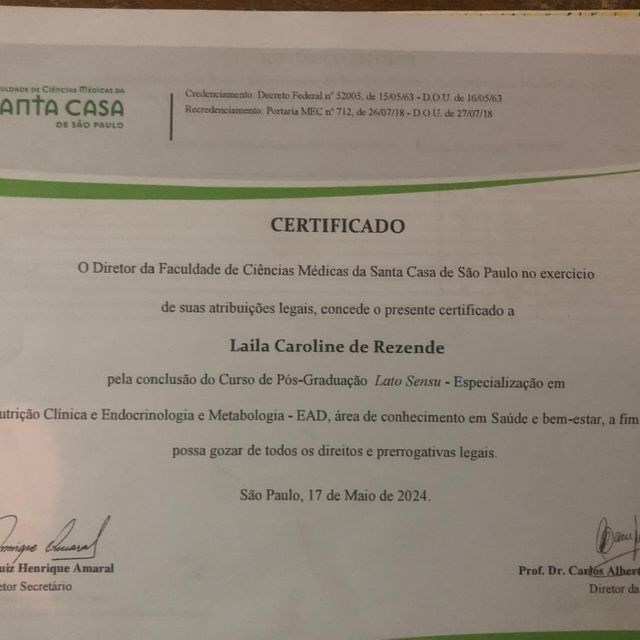 CULDADE DE CIÊNCIAS MÉDICAS DA
ANTA CASA
DE SÃO PAULO
Credenciamento: Decreto Federal nº 52005, de 15/05/63 - D.O.U. de 16/05/63
Recredenciamento: Portaria MEC nº 712, de 26/07/18 - D.O.U. de 27/07/18
CERTIFICADO
O Diretor da Faculdade de Ciências Médicas da Santa Casa de São Paulo no exercício
de suas atribuições legais, concede o presente certificado a
Laila Caroline de Rezende
pela conclusão do Curso de Pós-Graduação Lato Sensu - Especialização em
utrição Clínica e Endocrinologia e Metabologia - EAD, área de conhecimento em Saúde e bem-estar, a fim
possa gozar de todos os direitos e prerrogativas legais.
São Paulo, 17 de Maio de 2024.
uiz Henrique Amaral
etor Secretário
Prof. Dr. Carlos Albert
Diretor da